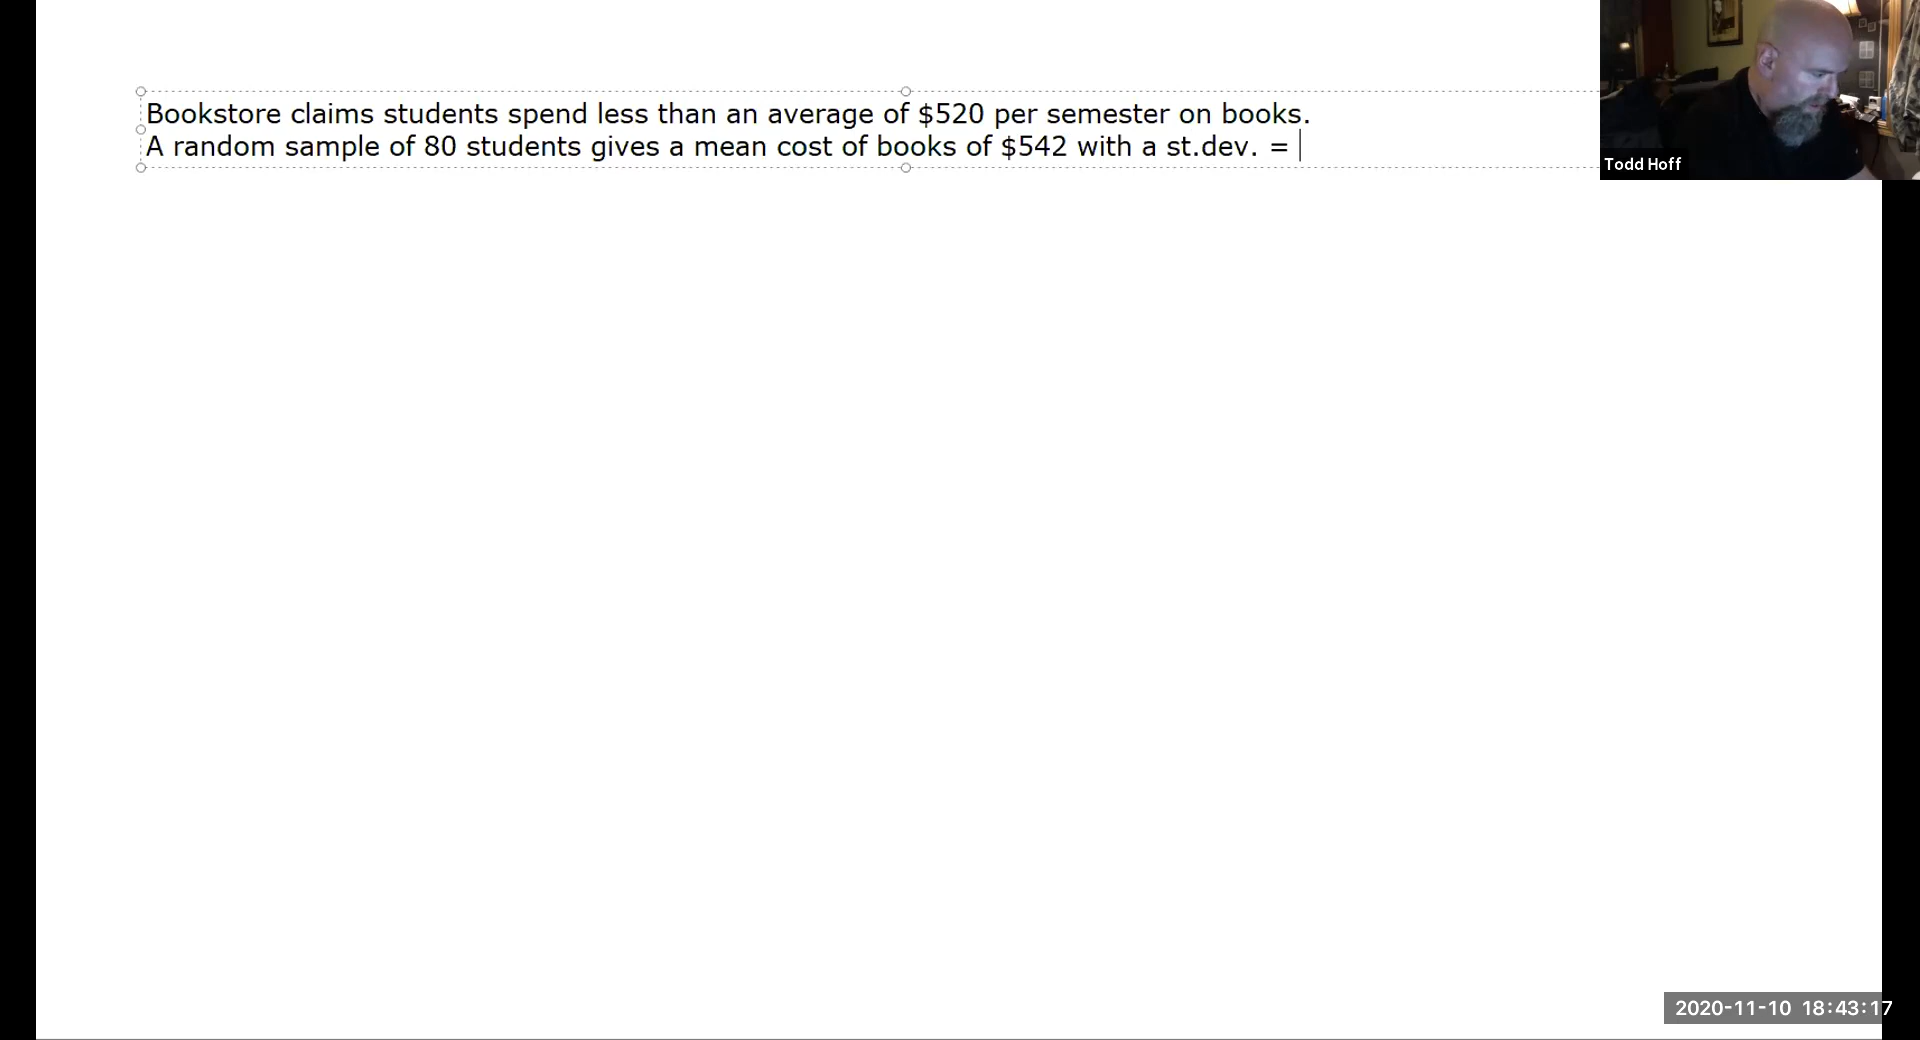 Bookstore claims students spend less than an average of $520 per semester on books.
A random sample of 80 students gives a mean cost of books of $542 with a st.dev. =
Todd Hoff
2020-11-10 18:43:17